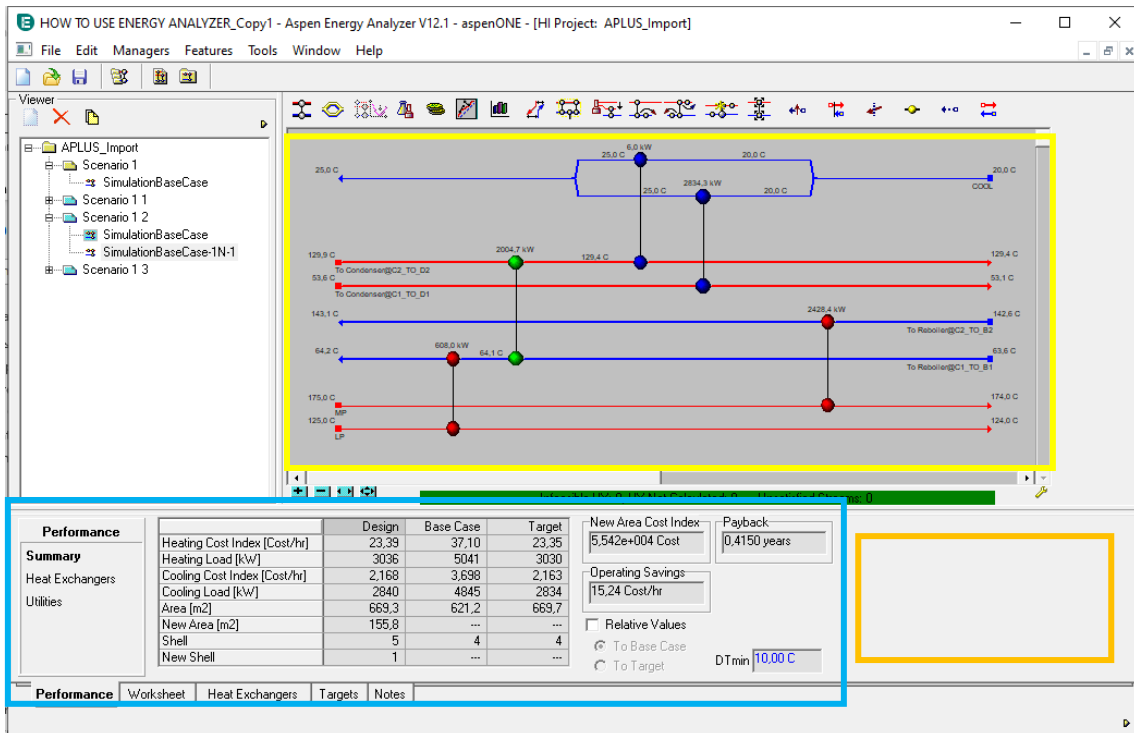 HOW TO USE ENERGY ANALYZER_Copy1 - Aspen Energy Analyzer V12.1 - aspenONE - [HI Project: APLUS_Import]
File Edit Managers Features Tools Window Help
Viewer
APLUS_Import
Scenario 1
SimulationBaseCase
Scenario 1 1
Scenario 1 2
SimulationBaseCase
SimulationBaseCase-1N-1
Scenario 1 3
6,0 kW
25,0 C 20,0 C
25,0 C 20,0 C
COOL
2834,3 kW
25,0 C 20,0 C
2004,7 kW
129,9 C 129,4 C 129,4 C
To Condenser@C2_TO_D2
53,6 C 53,1 C
To Condenser@C1_TO_D1
2428,4 kW
143,1 C 142,6 C
To Reboiler@C2_TO_B2
608,0 kW
64,2 C 64,1 C 63,6 C
To Reboiler@C1_TO_B1
175,0 C 174,0 C
MP
125,0 C 124,0 C
LP
Performance
Summary
Heat Exchangers
Utilities
Design Base Case Target
Heating Cost Index [Cost/hr] 23,39 37,10 23,35
Heating Load [kW] 3036 5041 3030
Cooling Cost Index [Cost/hr] 2,168 3,698 2,163
Cooling Load [kW] 2840 4845 2834
Area [m2] 669,3 621,2 669,7
New Area [m2] 155,8 --- ---
Shell 5 4 4
New Shell 1 --- ---
New Area Cost Index
5,542e+004 Cost
Payback
0,4150 years
Operating Savings
15,24 Cost/hr
Relative Values
To Base Case
To Target
DTmin 10,00 C
Performance Worksheet Heat Exchangers Targets Notes